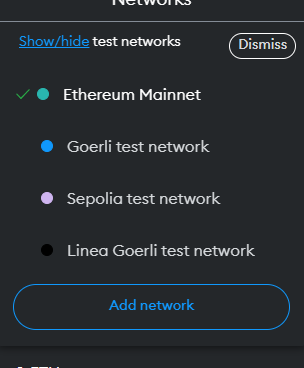 Networks
Show/hide test networks
Dismiss
Ethereum Mainnet
Goerli test network
Sepolia test network
Linea Goerli test network
Add network